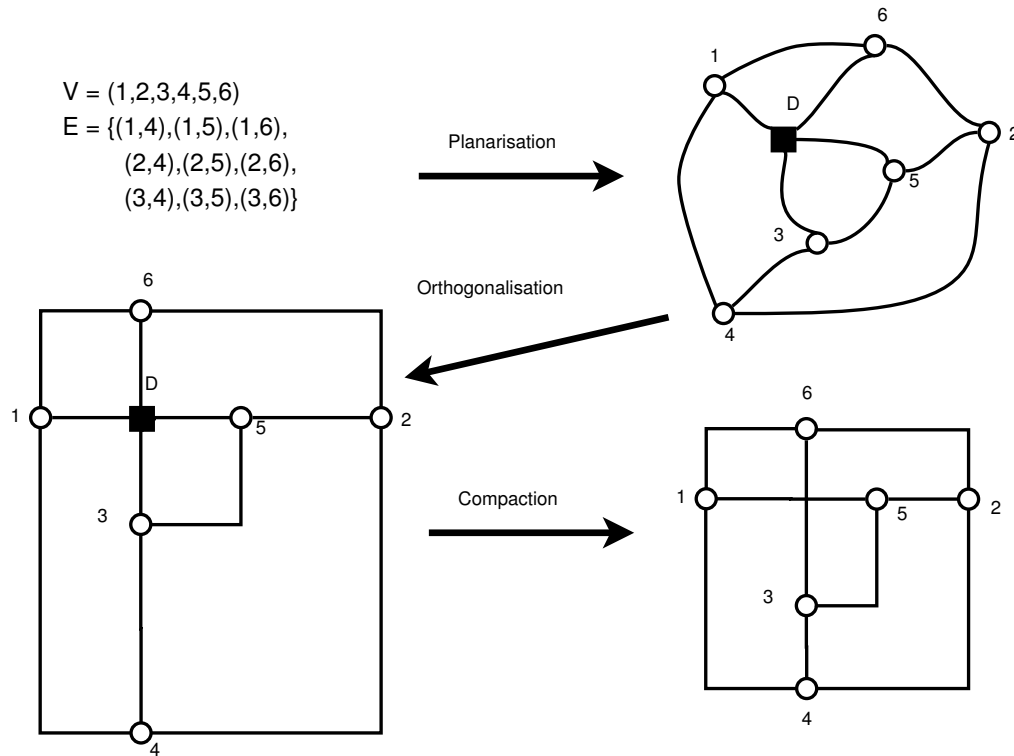 V = (1,2,3,4,5,6)
E = {(1,4),(1,5),(1,6),
(2,4),(2,5),(2,6),
(3,4),(3,5),(3,6)}
Planarisation
6
1
D
2
5
3
4
Orthogonalisation
6
D
1
5
2
3
4
Compaction
6
1
5
2
3
4